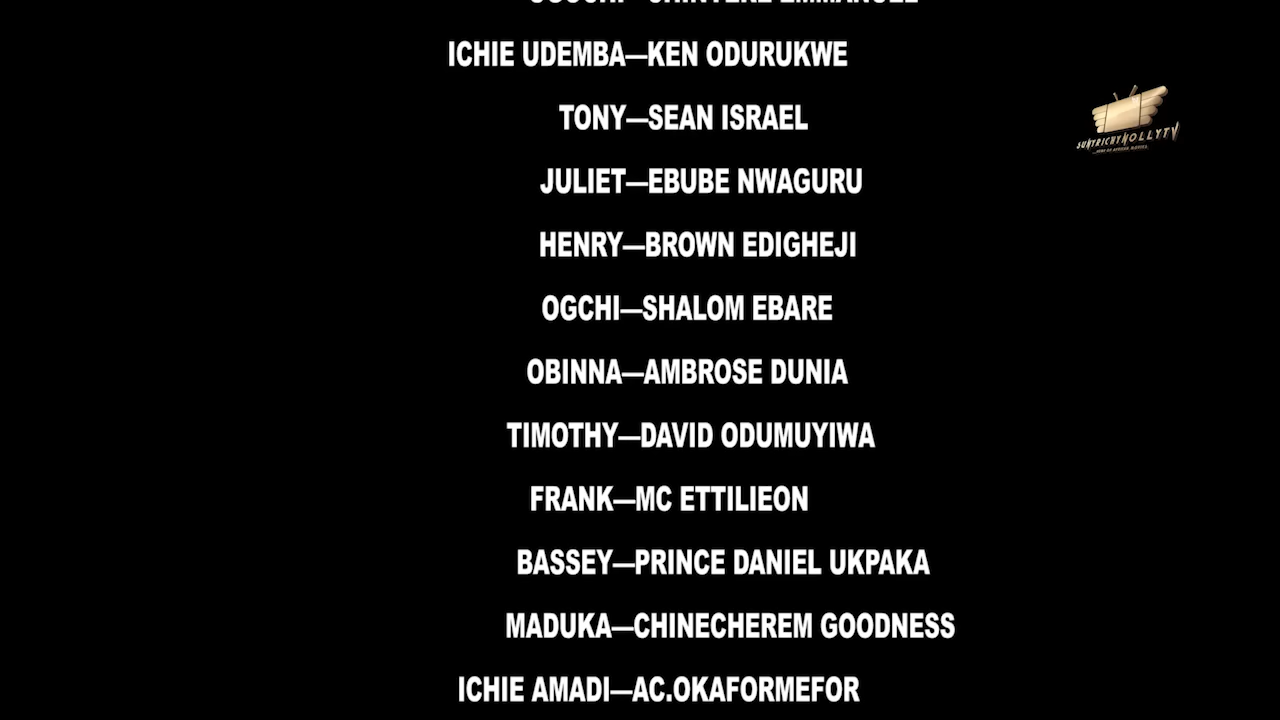 ICHIE UDEMBA—KEN ODURUKWE
TONY—SEAN ISRAEL
JULIET—EBUBE NWAGURU
HENRY—BROWN EDIGHEJI
OGCHI—SHALOM EBARE
OBINNA—AMBROSE DUNIA
TIMOTHY—DAVID ODUMUYIWA
FRANK—MC ETTILIEON
BASSEY—PRINCE DANIEL UKPAKA
MADUKA—CHINECHEREM GOODNESS
ICHIE AMADI—AC.OKAFORMEFOR
SUNTRICHYNOLLYTV